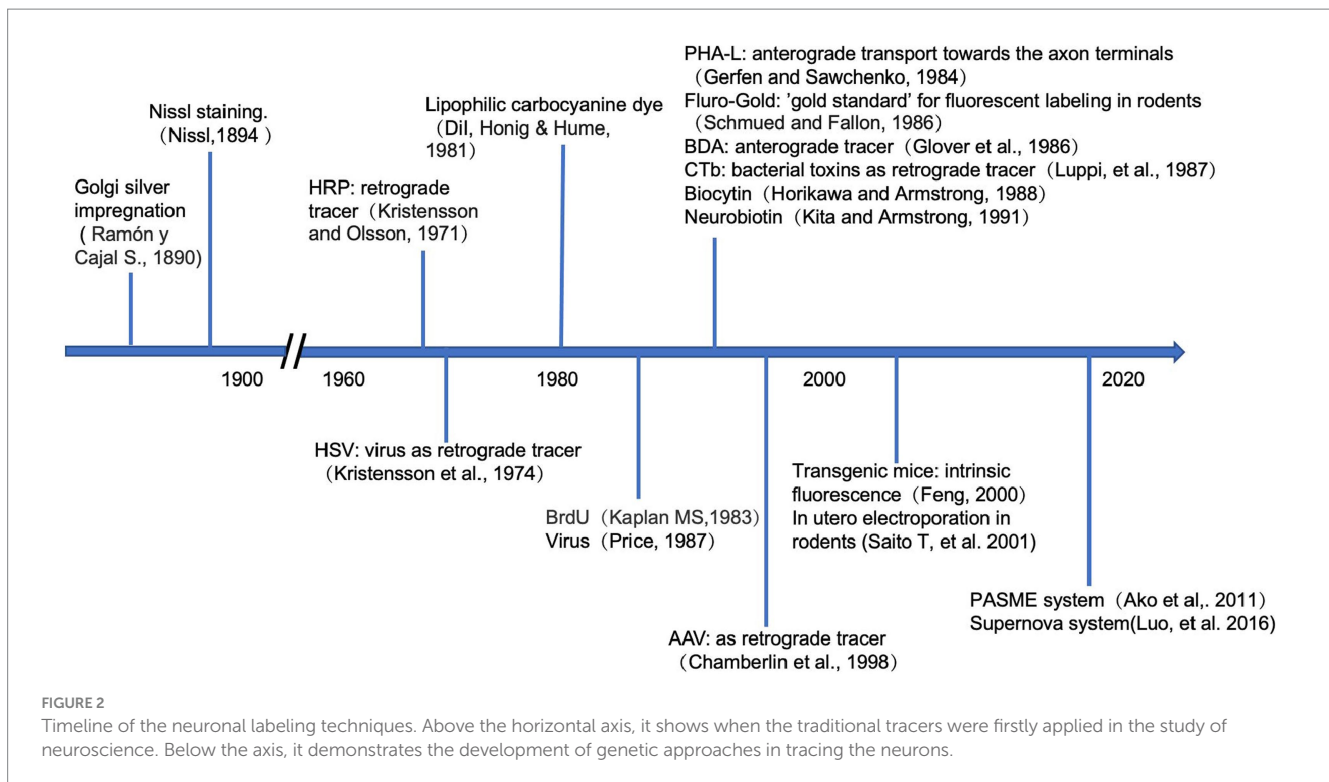 PHA-L: anterograde transport towards the axon terminals
（Gerfen and Sawchenko, 1984）
Fluro-Gold: 'gold standard' for fluorescent labeling in rodents
（Schmued and Fallon, 1986）
BDA: anterograde tracer（Glover et al., 1986）
CTb: bacterial toxins as retrograde tracer（Luppi, et al., 1987）
Biocytin（Horikawa and Armstrong, 1988）
Neurobiotin（Kita and Armstrong, 1991）
Lipophilic carbocyanine dye
（DiI, Honig & Hume,
1981)
Nissl staining.
（Nissl,1894 ）
Golgi silver
impregnation
( Ramón y
Cajal S., 1890)
HRP: retrograde
tracer（Kristensson
and Olsson, 1971）
1900
1960
1980
2000
2020
HSV: virus as retrograde tracer
（Kristensson et al., 1974）
BrdU（Kaplan MS,1983）
Virus（Price, 1987）
AAV: as retrograde tracer
（Chamberlin et al., 1998）
Transgenic mice: intrinsic
fluorescence（Feng, 2000）
In utero electroporation in
rodents (Saito T, et al. 2001)
PASME system（Ako et al,. 2011）
Supernova system(Luo, et al. 2016)
FIGURE 2
Timeline of the neuronal labeling techniques. Above the horizontal axis, it shows when the traditional tracers were firstly applied in the study of
neuroscience. Below the axis, it demonstrates the development of genetic approaches in tracing the neurons.